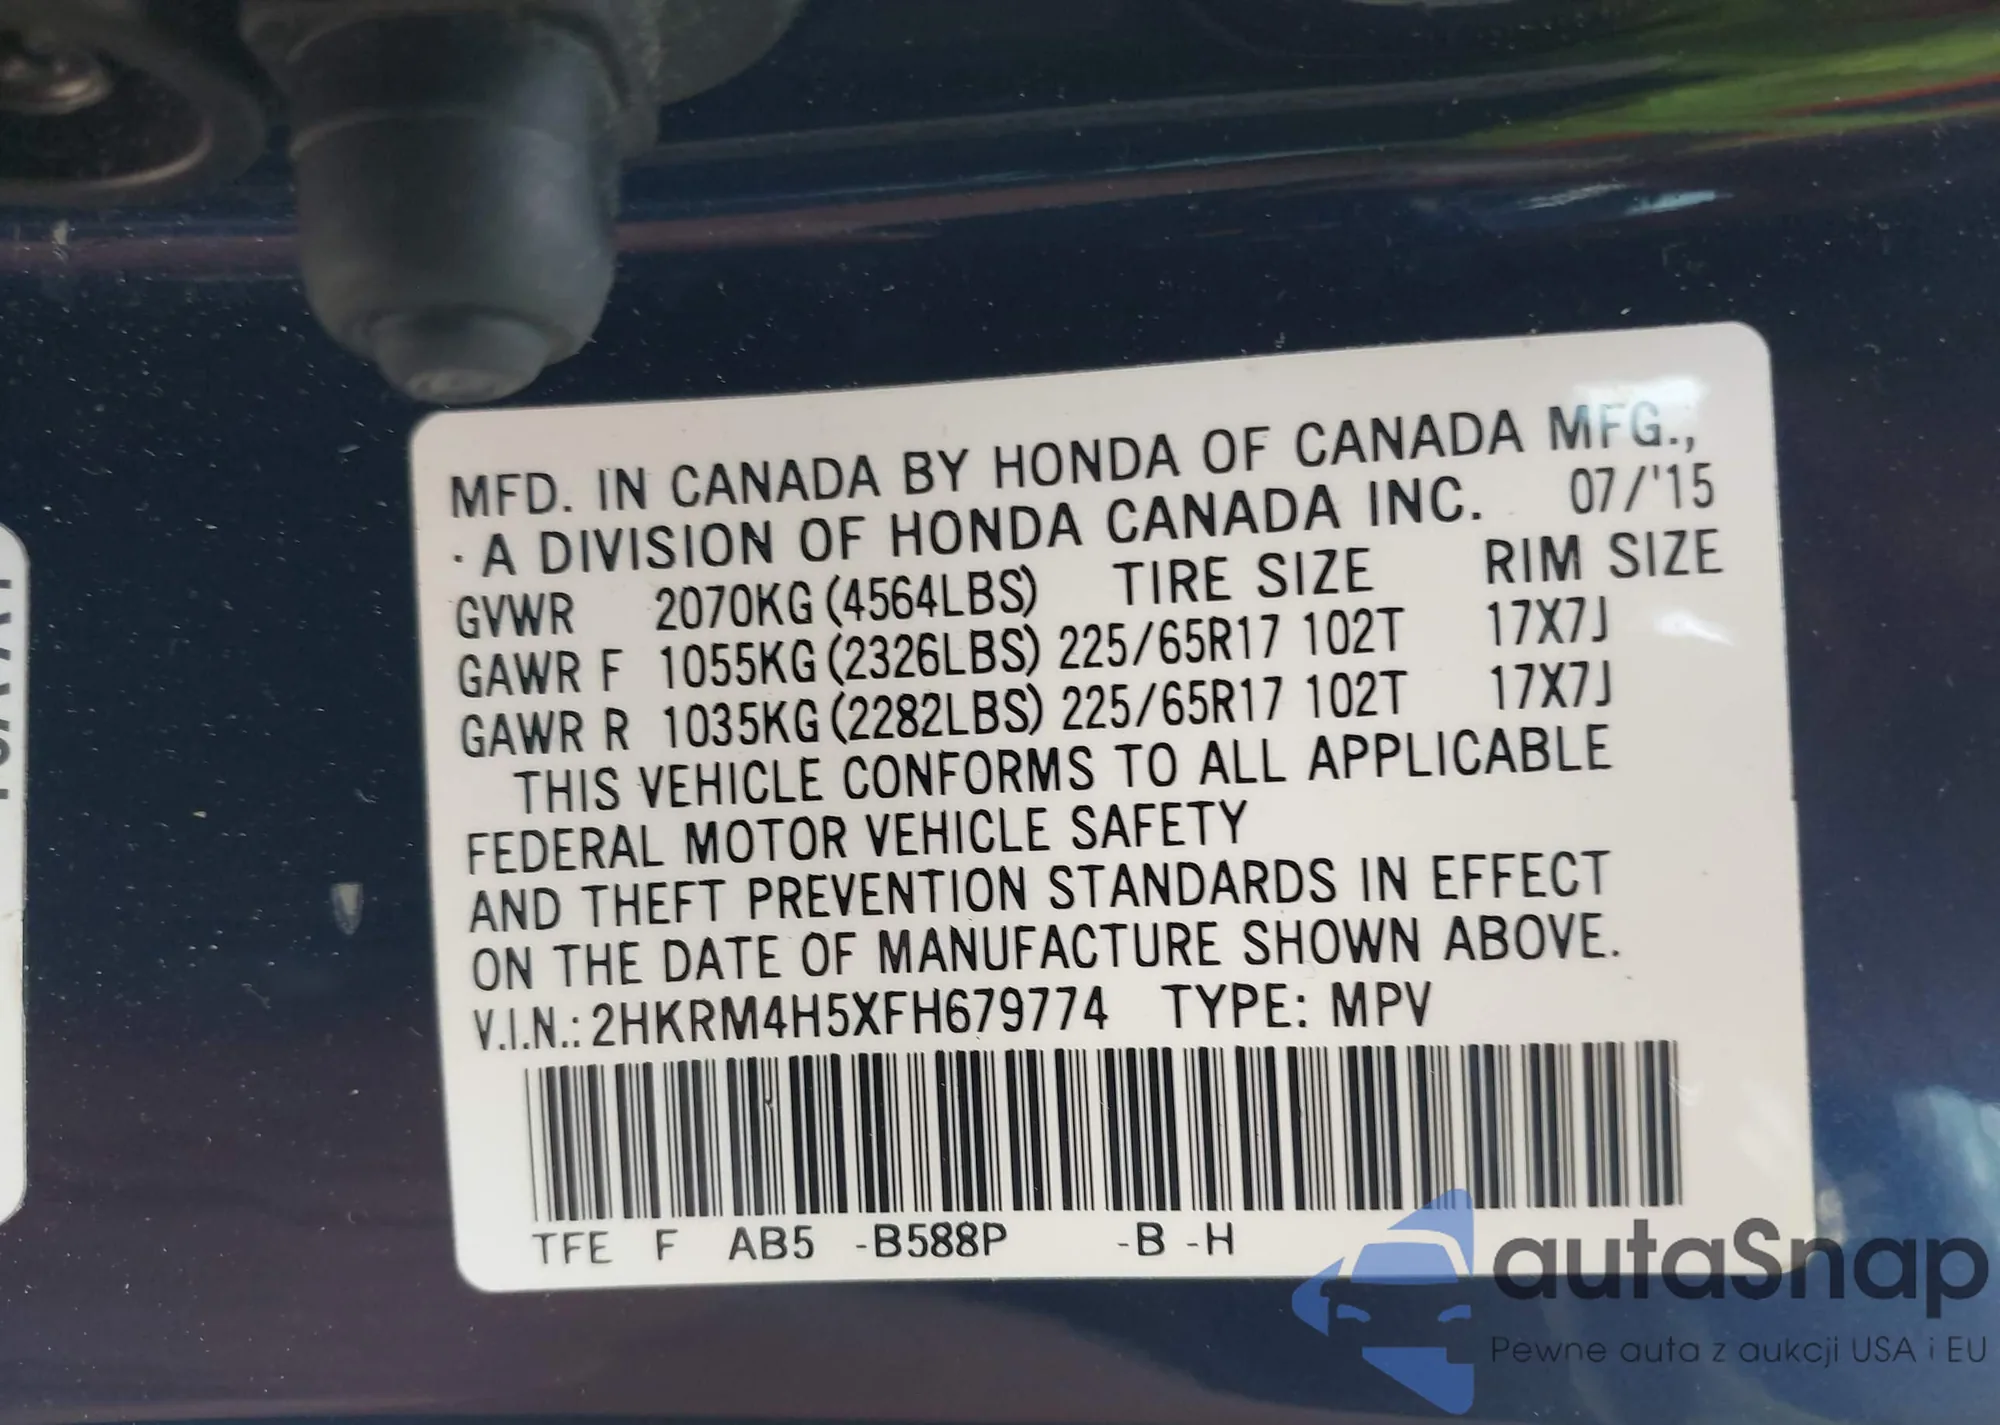 MFD. IN CANADA BY HONDA OF CANADA MFG.,
· A DIVISION OF HONDA CANADA INC. 07/'15
GVWR 2070KG (4564LBS) TIRE SIZE RIM SIZE
GAWR F 1055KG (2326LBS) 225/65R17 102T 17X7J
GAWR R 1035KG (2282LBS) 225/65R17 102T 17X7J
THIS VEHICLE CONFORMS TO ALL APPLICABLE
FEDERAL MOTOR VEHICLE SAFETY
AND THEFT PREVENTION STANDARDS IN EFFECT
ON THE DATE OF MANUFACTURE SHOWN ABOVE.
V.I.N.: 2HKRM4H5XFH679774 TYPE: MPV
TFE F AB5 -B588P -B -H
autaSnap
Pewne auta z aukcji USA i EU